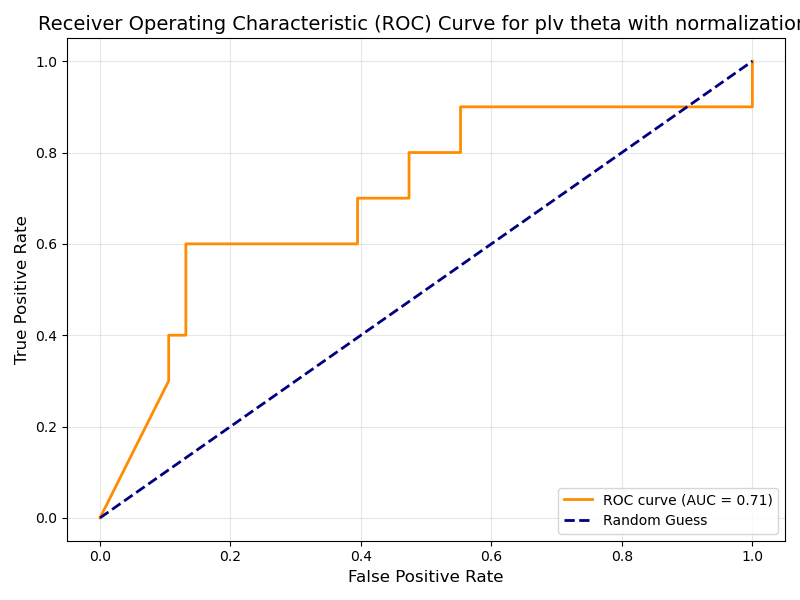 Receiver Operating Characteristic (ROC) Curve for plv theta with normalization
1.0
0.8
0.6
0.4
0.2
0.0
True Positive Rate
0.0 0.2 0.4 0.6 0.8 1.0
False Positive Rate
ROC curve (AUC = 0.71)
Random Guess